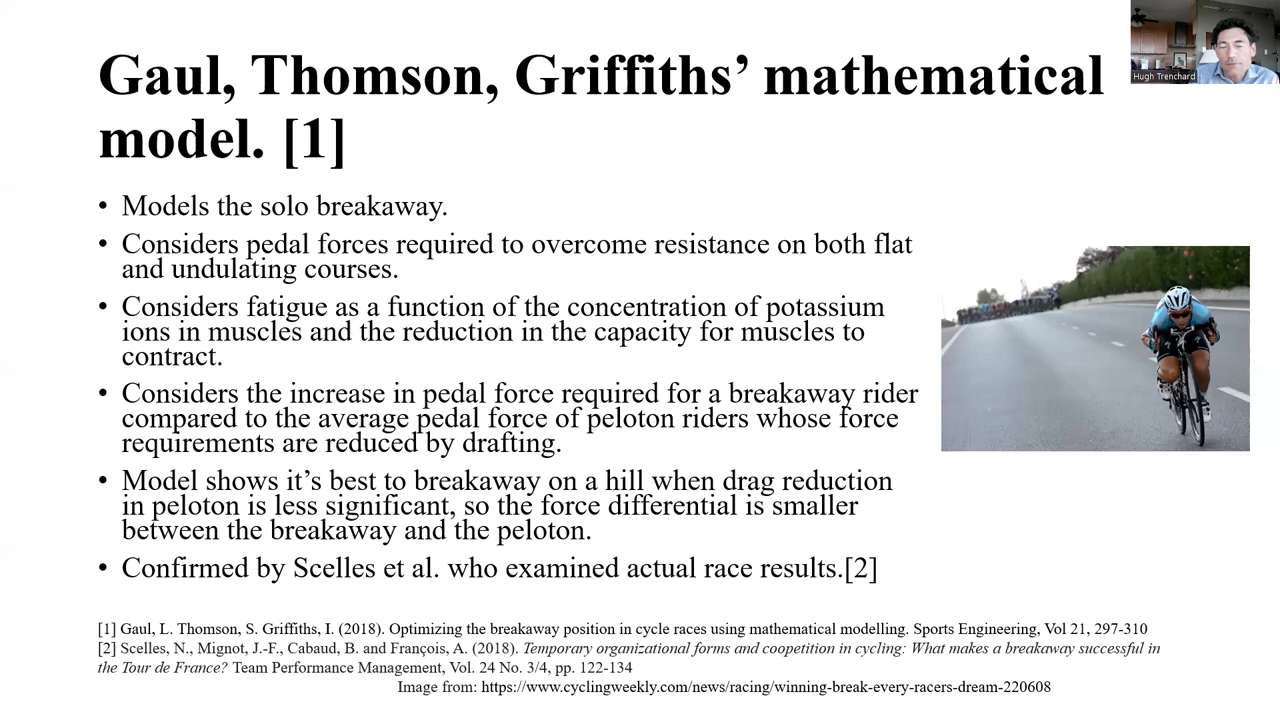 Gaul, Thomson, Griffiths’ mathematical
model. [1]
Hugh Trenchard
• Models the solo breakaway.
• Considers pedal forces required to overcome resistance on both flat
and undulating courses.
• Considers fatigue as a function of the concentration of potassium
ions in muscles and the reduction in the capacity for muscles to
contract.
• Considers the increase in pedal force required for a breakaway rider
compared to the average pedal force of peloton riders whose force
requirements are reduced by drafting.
• Model shows it’s best to breakaway on a hill when drag reduction
in peloton is less significant, so the force differential is smaller
between the breakaway and the peloton.
• Confirmed by Scelles et al. who examined actual race results.[2]
[1] Gaul, L. Thomson, S. Griffiths, I. (2018). Optimizing the breakaway position in cycle races using mathematical modelling. Sports Engineering, Vol 21, 297-310
[2] Scelles, N., Mignot, J.-F., Cabaud, B. and François, A. (2018). Temporary organizational forms and coopetition in cycling: What makes a breakaway successful in
the Tour de France? Team Performance Management, Vol. 24 No. 3/4, pp. 122-134
Image from: https://www.cyclingweekly.com/news/racing/winning-break-every-racers-dream-220608